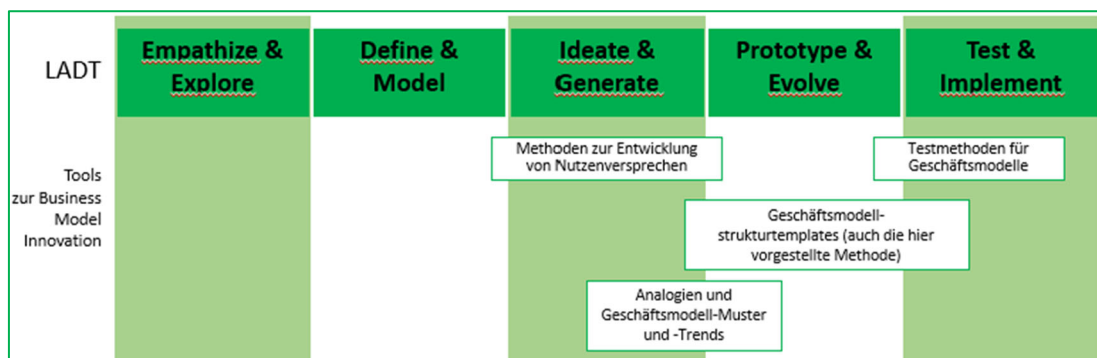 LADT
Empathize &
Explore
Define &
Model
Ideate &
Generate
Prototype &
Evolve
Test &
Implement
Tools
zur Business
Model
Innovation
Methoden zur Entwicklung
von Nutzenversprechen
Testmethoden für
Geschäftsmodelle
Geschäftsmodell-
strukturtemplates (auch die hier
vorgestellte Methode)
Analogien und
Geschäftsmodell-Muster
und -Trends